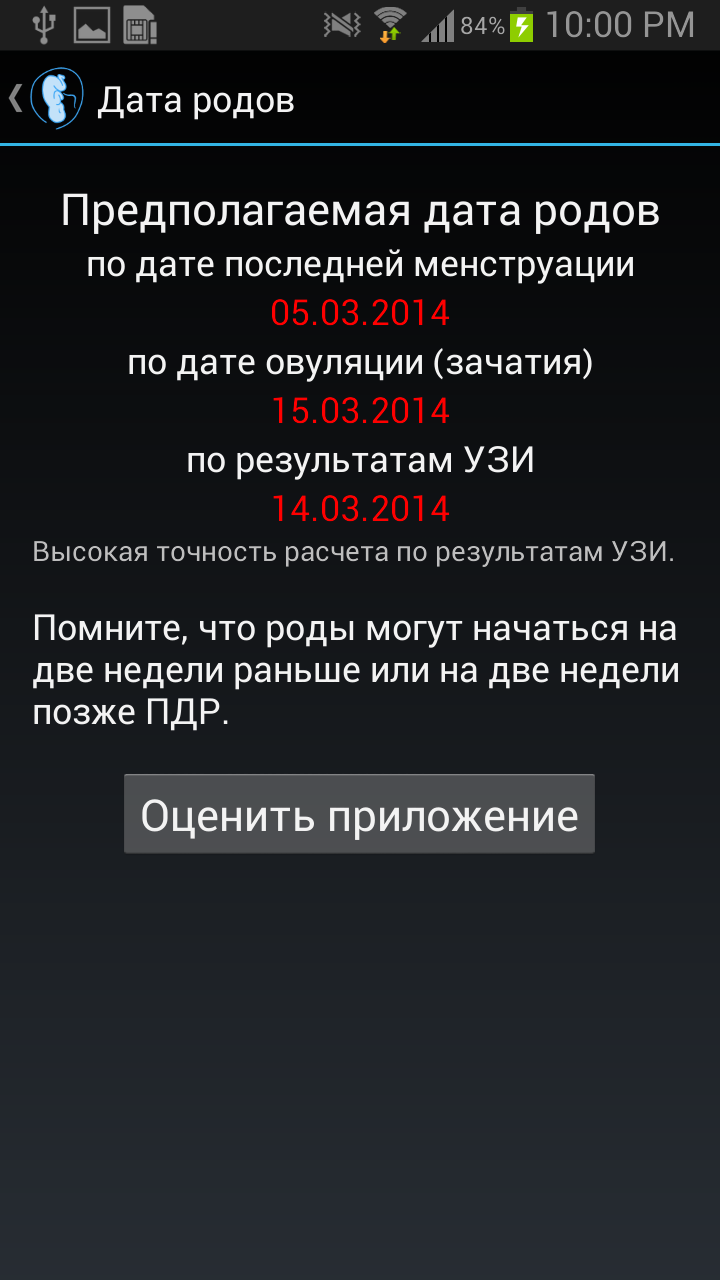 84% 10:00 PM
Дата родов
Предполагаемая дата родов
по дате последней менструации
05.03.2014
по дате овуляции (зачатия)
15.03.2014
по результатам УЗИ
14.03.2014
Высокая точность расчета по результатам УЗИ.
Помните, что роды могут начаться на
две недели раньше или на две недели
позже ПДР.
Оценить приложение